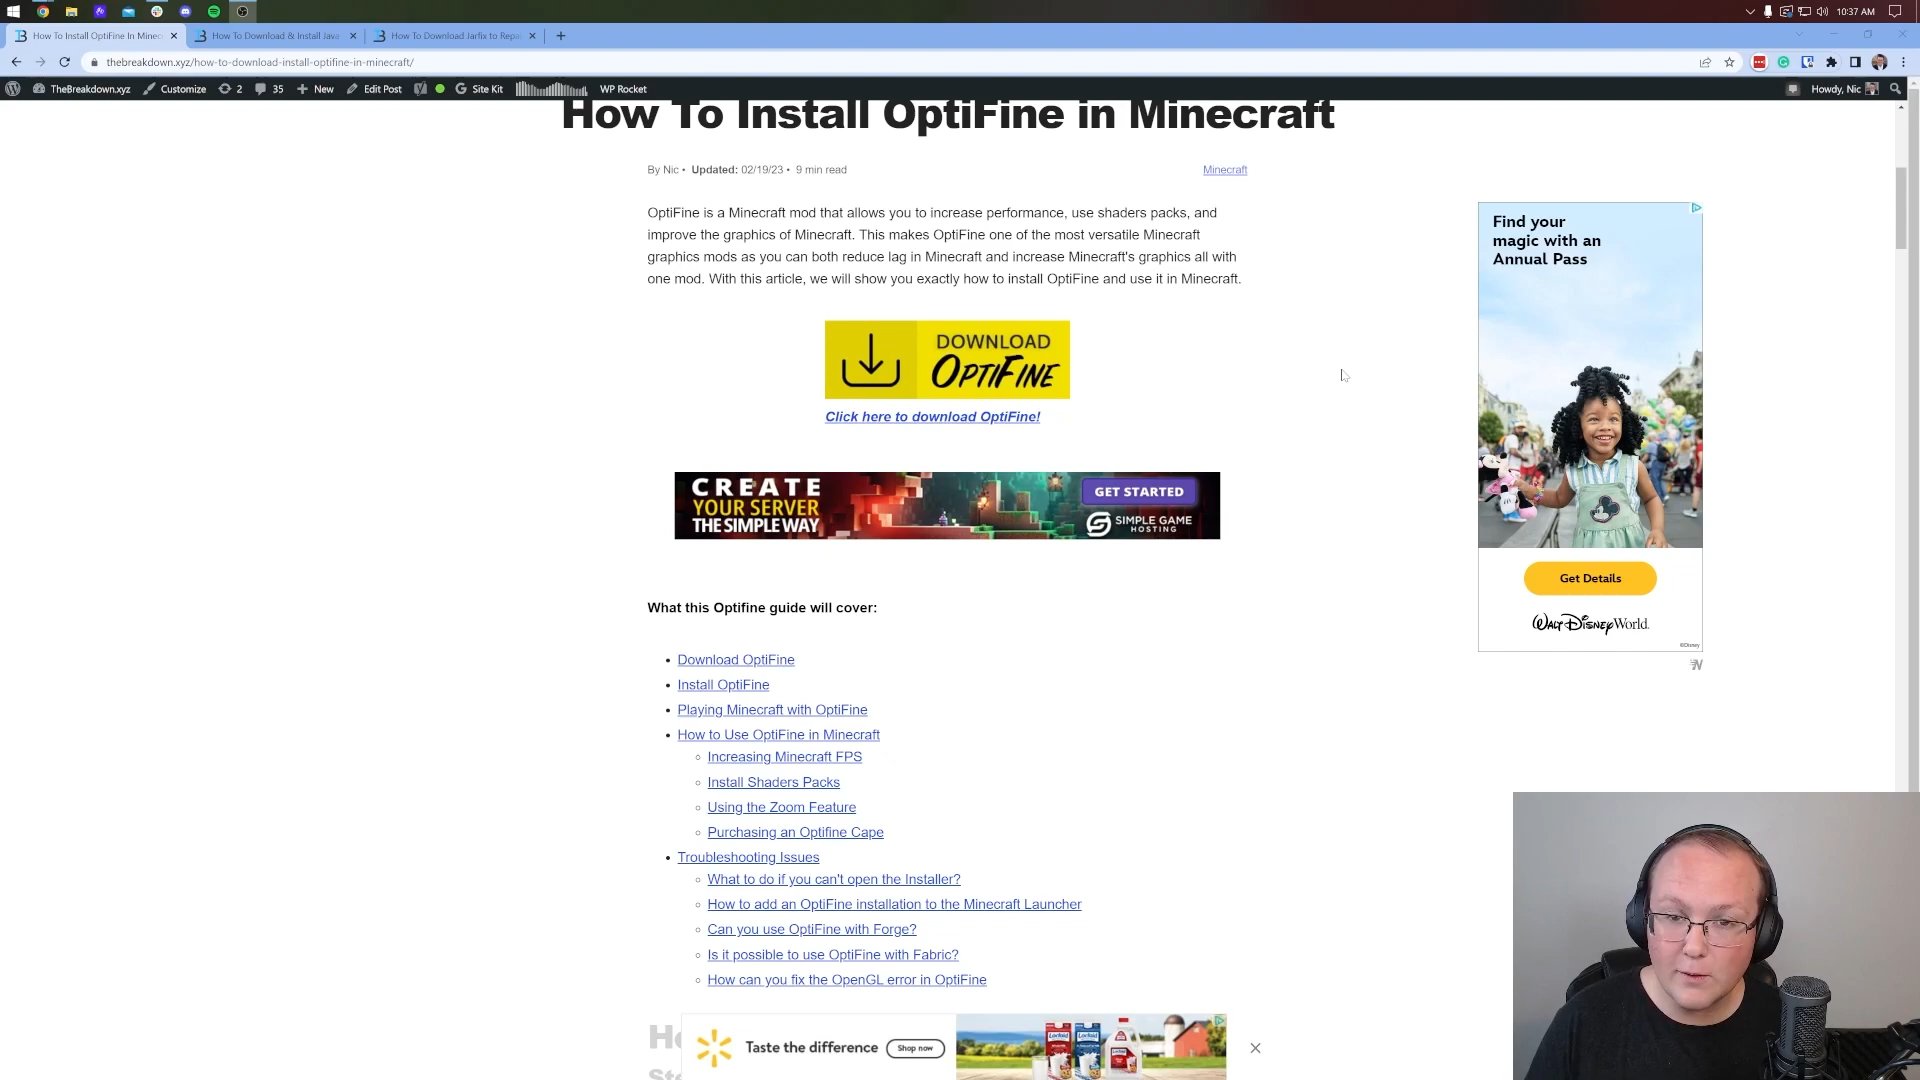 10:37 AM
How To Install OptiFine In Minec
How To Download & Install Java
How To Download Jarfix to Repa
thebreakdown.xyz/how-to-download-install-optifine-in-minecraft/
TheBreakdown.xyz
Customize
2
35
New
Edit Post
Site Kit
WP Rocket
Howdy, Nic
How To Install OptiFine in Minecraft
By Nic • Updated: 02/19/23 • 9 min read
Minecraft
OptiFine is a Minecraft mod that allows you to increase performance, use shaders packs, and
improve the graphics of Minecraft. This makes OptiFine one of the most versatile Minecraft
graphics mods as you can both reduce lag in Minecraft and increase Minecraft's graphics all with
one mod. With this article, we will show you exactly how to install OptiFine and use it in Minecraft.
DOWNLOAD
OPTIFINE
Click here to download OptiFine!
CREATE
YOUR SERVER
THE SIMPLE WAY
GET STARTED
SIMPLE GAME
HOSTING
What this Optifine guide will cover:
Download OptiFine
Install OptiFine
Playing Minecraft with OptiFine
How to Use OptiFine in Minecraft
Increasing Minecraft FPS
Install Shaders Packs
Using the Zoom Feature
Purchasing an Optifine Cape
Troubleshooting Issues
What to do if you can't open the Installer?
How to add an OptiFine installation to the Minecraft Launcher
Can you use OptiFine with Forge?
Is it possible to use OptiFine with Fabric?
How can you fix the OpenGL error in OptiFine
Find your
magic with an
Annual Pass
Get Details
Walt Disney World.
©Disney
Taste the difference
Shop now
Lactaid